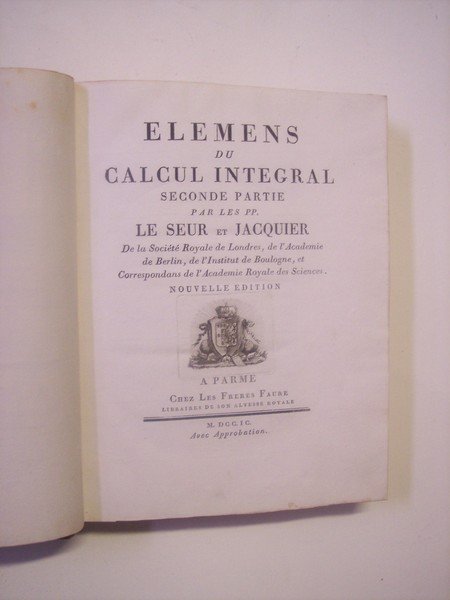 ELEMENS
DU
CALCUL INTEGRAL
SECONDE PARTIE
PAR LES PP.
LE SEUR ET JACQUIER
De la Société Royale de Londres, de l'Academie
de Berlin, de l'Institut de Boulogne, et
Correspondans de l'Academie Royale des Sciences.
NOUVELLE EDITION
A PARME
CHEZ LES FRERES FAURE
LIBRAIRES DE SON ALTESSE ROYALE
M. DCC. IC.
Avec Approbation.